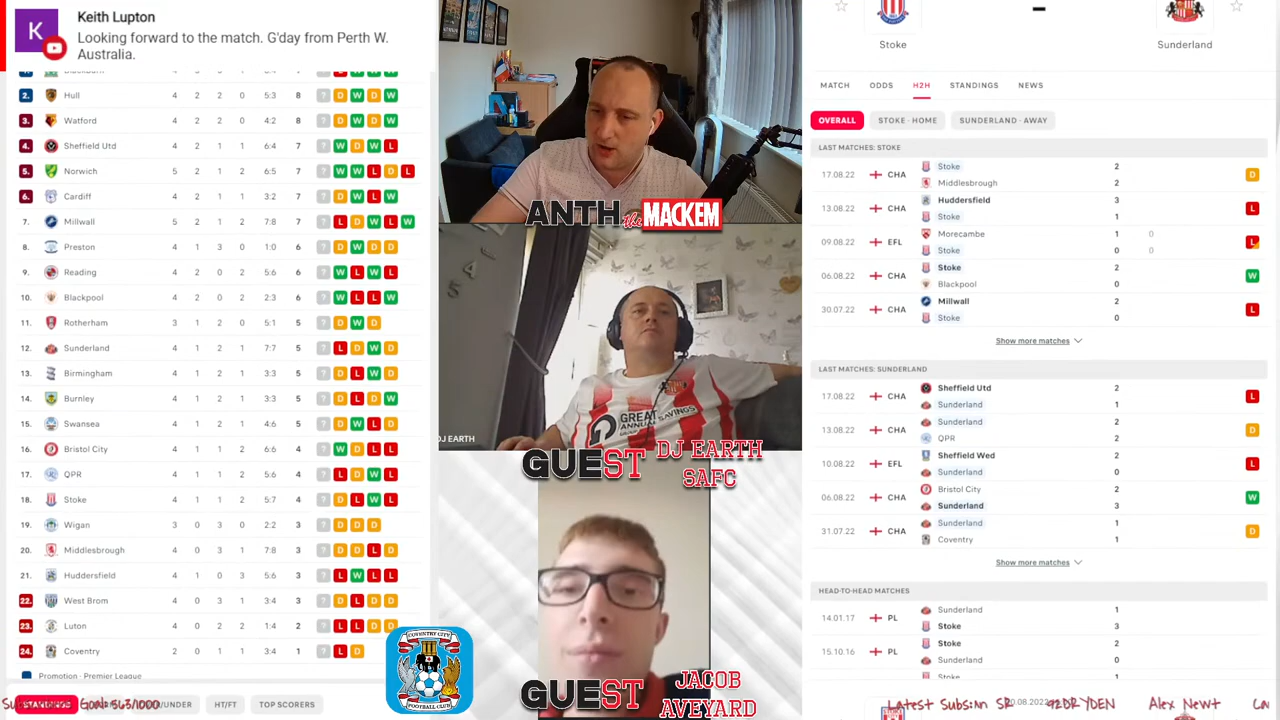 K
Keith Lupton
Looking forward to the match. G'day from Perth W. Australia.
2. Hull 4 2 0 5:3 8 ? D W D W
3. Watford 4 2 2 0 4:2 8 ? D W D W
4. Sheffield Utd 4 2 1 1 6:4 7 ? W D W L
5. Norwich 5 2 1 6:5 7 ? W W L D L
6. Cardiff 4 2 1 1 3:2 7 ? D W L W
7. Millwall 5 2 1 7:8 7 ? L D W L W
8. Preston 4 1 3 0 1:0 6 ? D W D D
9. Reading 4 2 0 5:6 6 ? W L W L
10. Blackpool 4 2 0 2 2:3 6 ? W L L W
11. Rotherham 3 1 2 0 5:1 5 ? D W D
12. Sunderland 4 1 2 1 7:7 5 ? L D W D
13. Birmingham 4 1 2 1 3:3 5 ? D L W D
14. Burnley 4 1 2 1 3:3 5 ? D L D W
15. Swansea 4 1 2 4:6 5 ? D W L D
16. Bristol City 4 1 1 2 6:6 4 ? W D L L
17. QPR 4 1 1 5:6 4 ? L D W L
18. Stoke 4 1 1 5:7 4 ? D L W L
19. Wigan 3 0 3 0 2:2 3 ? D D D
20. Middlesbrough 4 0 3 1 7:8 3 ? D D L D
21. Huddersfield 4 1 0 3 5:6 3 ? L W L L
22. West Brom 4 0 3 1 3:4 3 ? D L D D
23. Luton 4 0 2 2 1:4 2 ? L L D D
24. Coventry 2 0 3:4 1 ? L D
Promotion - Premier League
Goal: 563/1000
/UNDER
HT/FT
TOP SCORERS
ANTH the MACKEM
GREAT
ANNUAL SAVINGS
DJ EARTH
GUEST
DJ EARTH
SAFC
COVENTRY CITY
FOOTBALL CLUB
GUEST
JACOB
AVEYARD
Stoke
-
Sunderland
MATCH ODDS H2H STANDINGS NEWS
OVERALL STOKE - HOME SUNDERLAND - AWAY
LAST MATCHES: STOKE
17.08.22 CHA Stoke 2 D
Middlesbrough 2
13.08.22 CHA Huddersfield 3 L
Stoke 1
09.08.22 EFL Morecambe 1 0 L
Stoke 0 0
06.08.22 CHA Stoke 2 W
Blackpool 0
30.07.22 CHA Millwall 2 L
Stoke 0
Show more matches
LAST MATCHES: SUNDERLAND
17.08.22 CHA Sheffield Utd 2 L
Sunderland 1
13.08.22 CHA Sunderland 2 D
QPR 2
10.08.22 EFL Sheffield Wed 2 L
Sunderland 0
06.08.22 CHA Bristol City 2 W
Sunderland 3
31.07.22 CHA Sunderland 1 D
Coventry 1
Show more matches
HEAD-TO-HEAD MATCHES
14.01.17 PL Sunderland 1
Stoke 3
15.10.16 PL Stoke 2
Sunderland 0
Latest Subs:
SR
92DRYDEN
Alex Newt